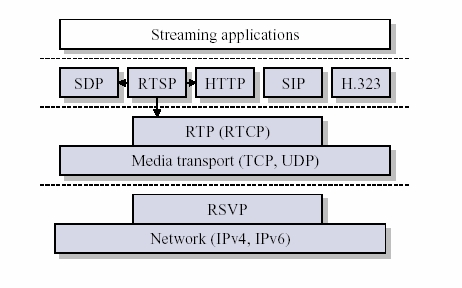 Streaming applications
SDP RTSP HTTP SIP H.323
RTP (RTCP)
Media transport (TCP, UDP)
RSVP
Network (IPv4, IPv6)